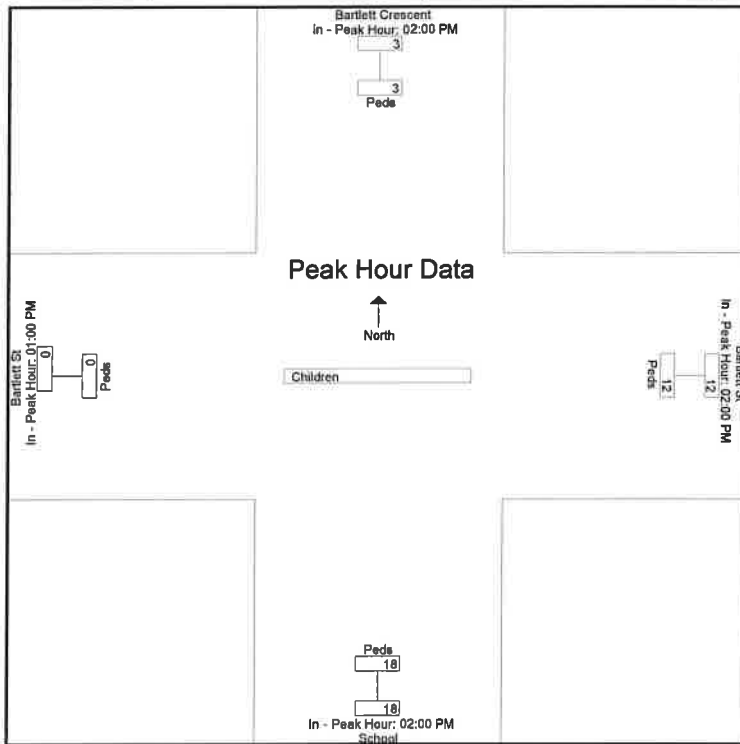 Bartlett Crescent
In - Peak Hour: 02:00 PM
3
3
Peds
Peak Hour Data
North
Children
Bartlett St
In - Peak Hour: 01:00 PM
0
0
Peds
Peds
12
12
In - Peak Hour: 02:00 PM
Bartlett St
Peds
18
18
In - Peak Hour: 02:00 PM
School